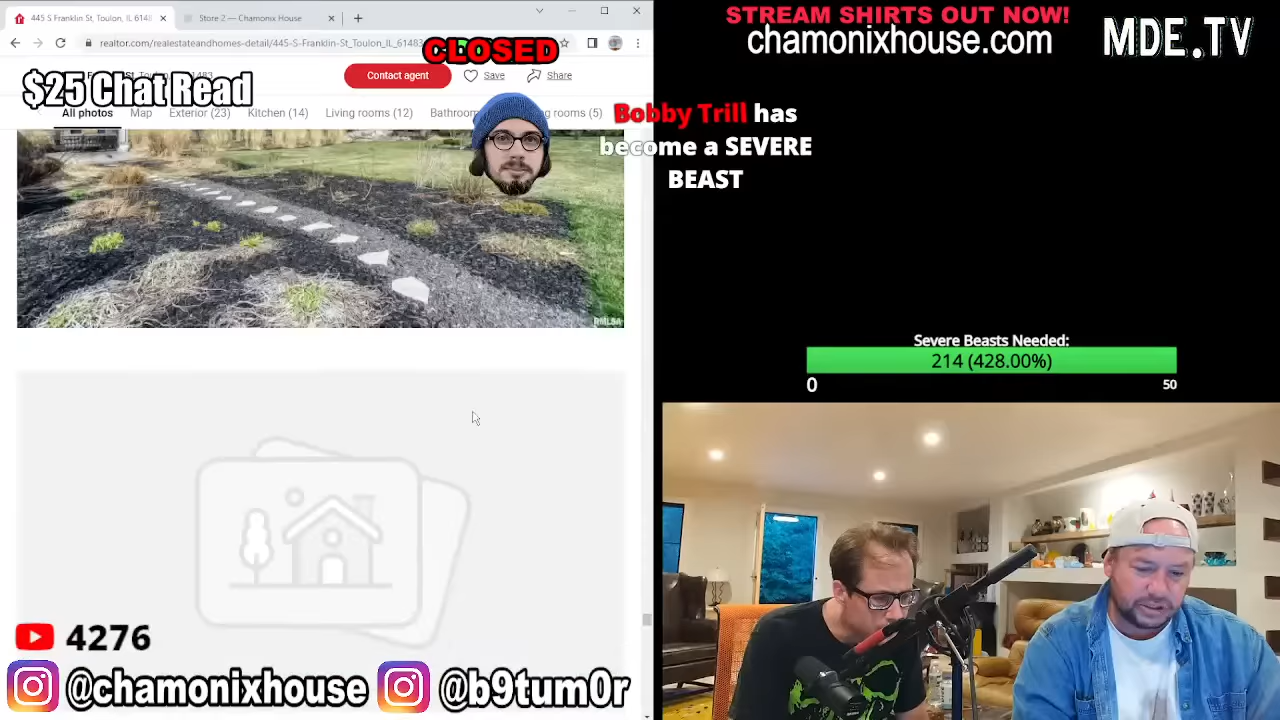 445 S Franklin St, Toulon, IL 6148
Store 2 — Chamonix House
realtor.com/realestateandhomes-detail/445-S-Franklin-St_Toulon_IL_61483
CLOSED
$25 Chat Read
Contact agent
Save
Share
All photos
Map
Exterior (23)
Kitchen (14)
Living rooms (12)
rooms (5)
RMLSA
4276
@chamonixhouse
@b9tum0r
STREAM SHIRTS OUT NOW!
chamonixhouse.com
MDE.TV
Bobby Trill has
become a SEVERE
BEAST
Severe Beasts Needed:
214 (428.00%)
0
50